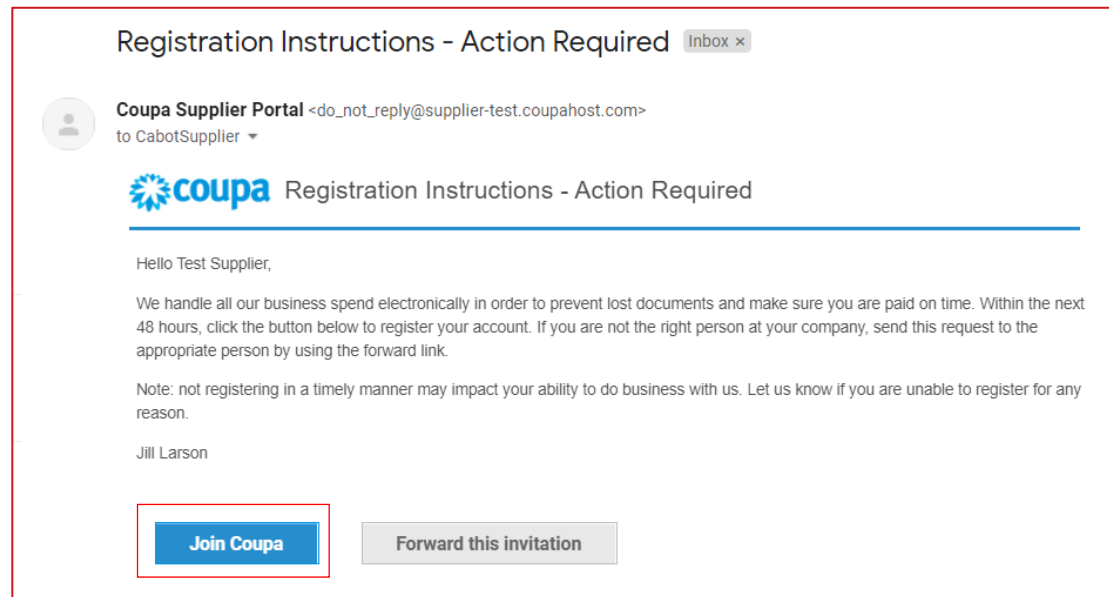 Registration Instructions - Action Required Inbox ×
Coupa Supplier Portal <do_not_reply@supplier-test.coupahost.com>
to CabotSupplier
coupa Registration Instructions - Action Required
Hello Test Supplier,
We handle all our business spend electronically in order to prevent lost documents and make sure you are paid on time. Within the next
48 hours, click the button below to register your account. If you are not the right person at your company, send this request to the
appropriate person by using the forward link.
Note: not registering in a timely manner may impact your ability to do business with us. Let us know if you are unable to register for any
reason.
Jill Larson
Join Coupa Forward this invitation